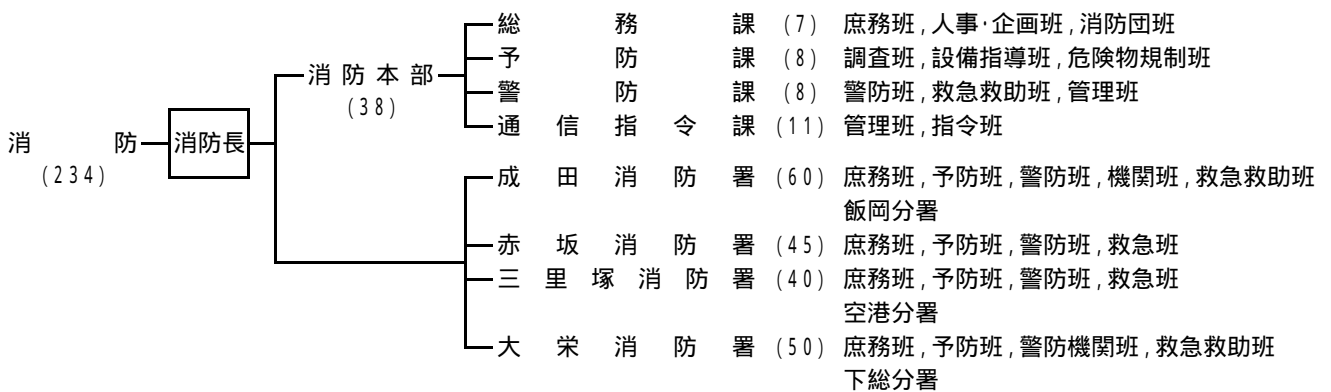 総務課 (7) 庶務班,人事・企画班,消防団班
予防課 (8) 調査班,設備指導班,危険物規制班
消防本部
(38)
警防課 (8) 警防班,救急救助班,管理班
通信指令課 (11) 管理班,指令班
消防
(234)
消防長
成田消防署 (60) 庶務班,予防班,警防班,機関班,救急救助班
飯岡分署
赤坂消防署 (45) 庶務班,予防班,警防班,救急班
三里塚消防署 (40) 庶務班,予防班,警防班,救急班
空港分署
大栄消防署 (50) 庶務班,予防班,警防機関班,救急救助班
下総分署